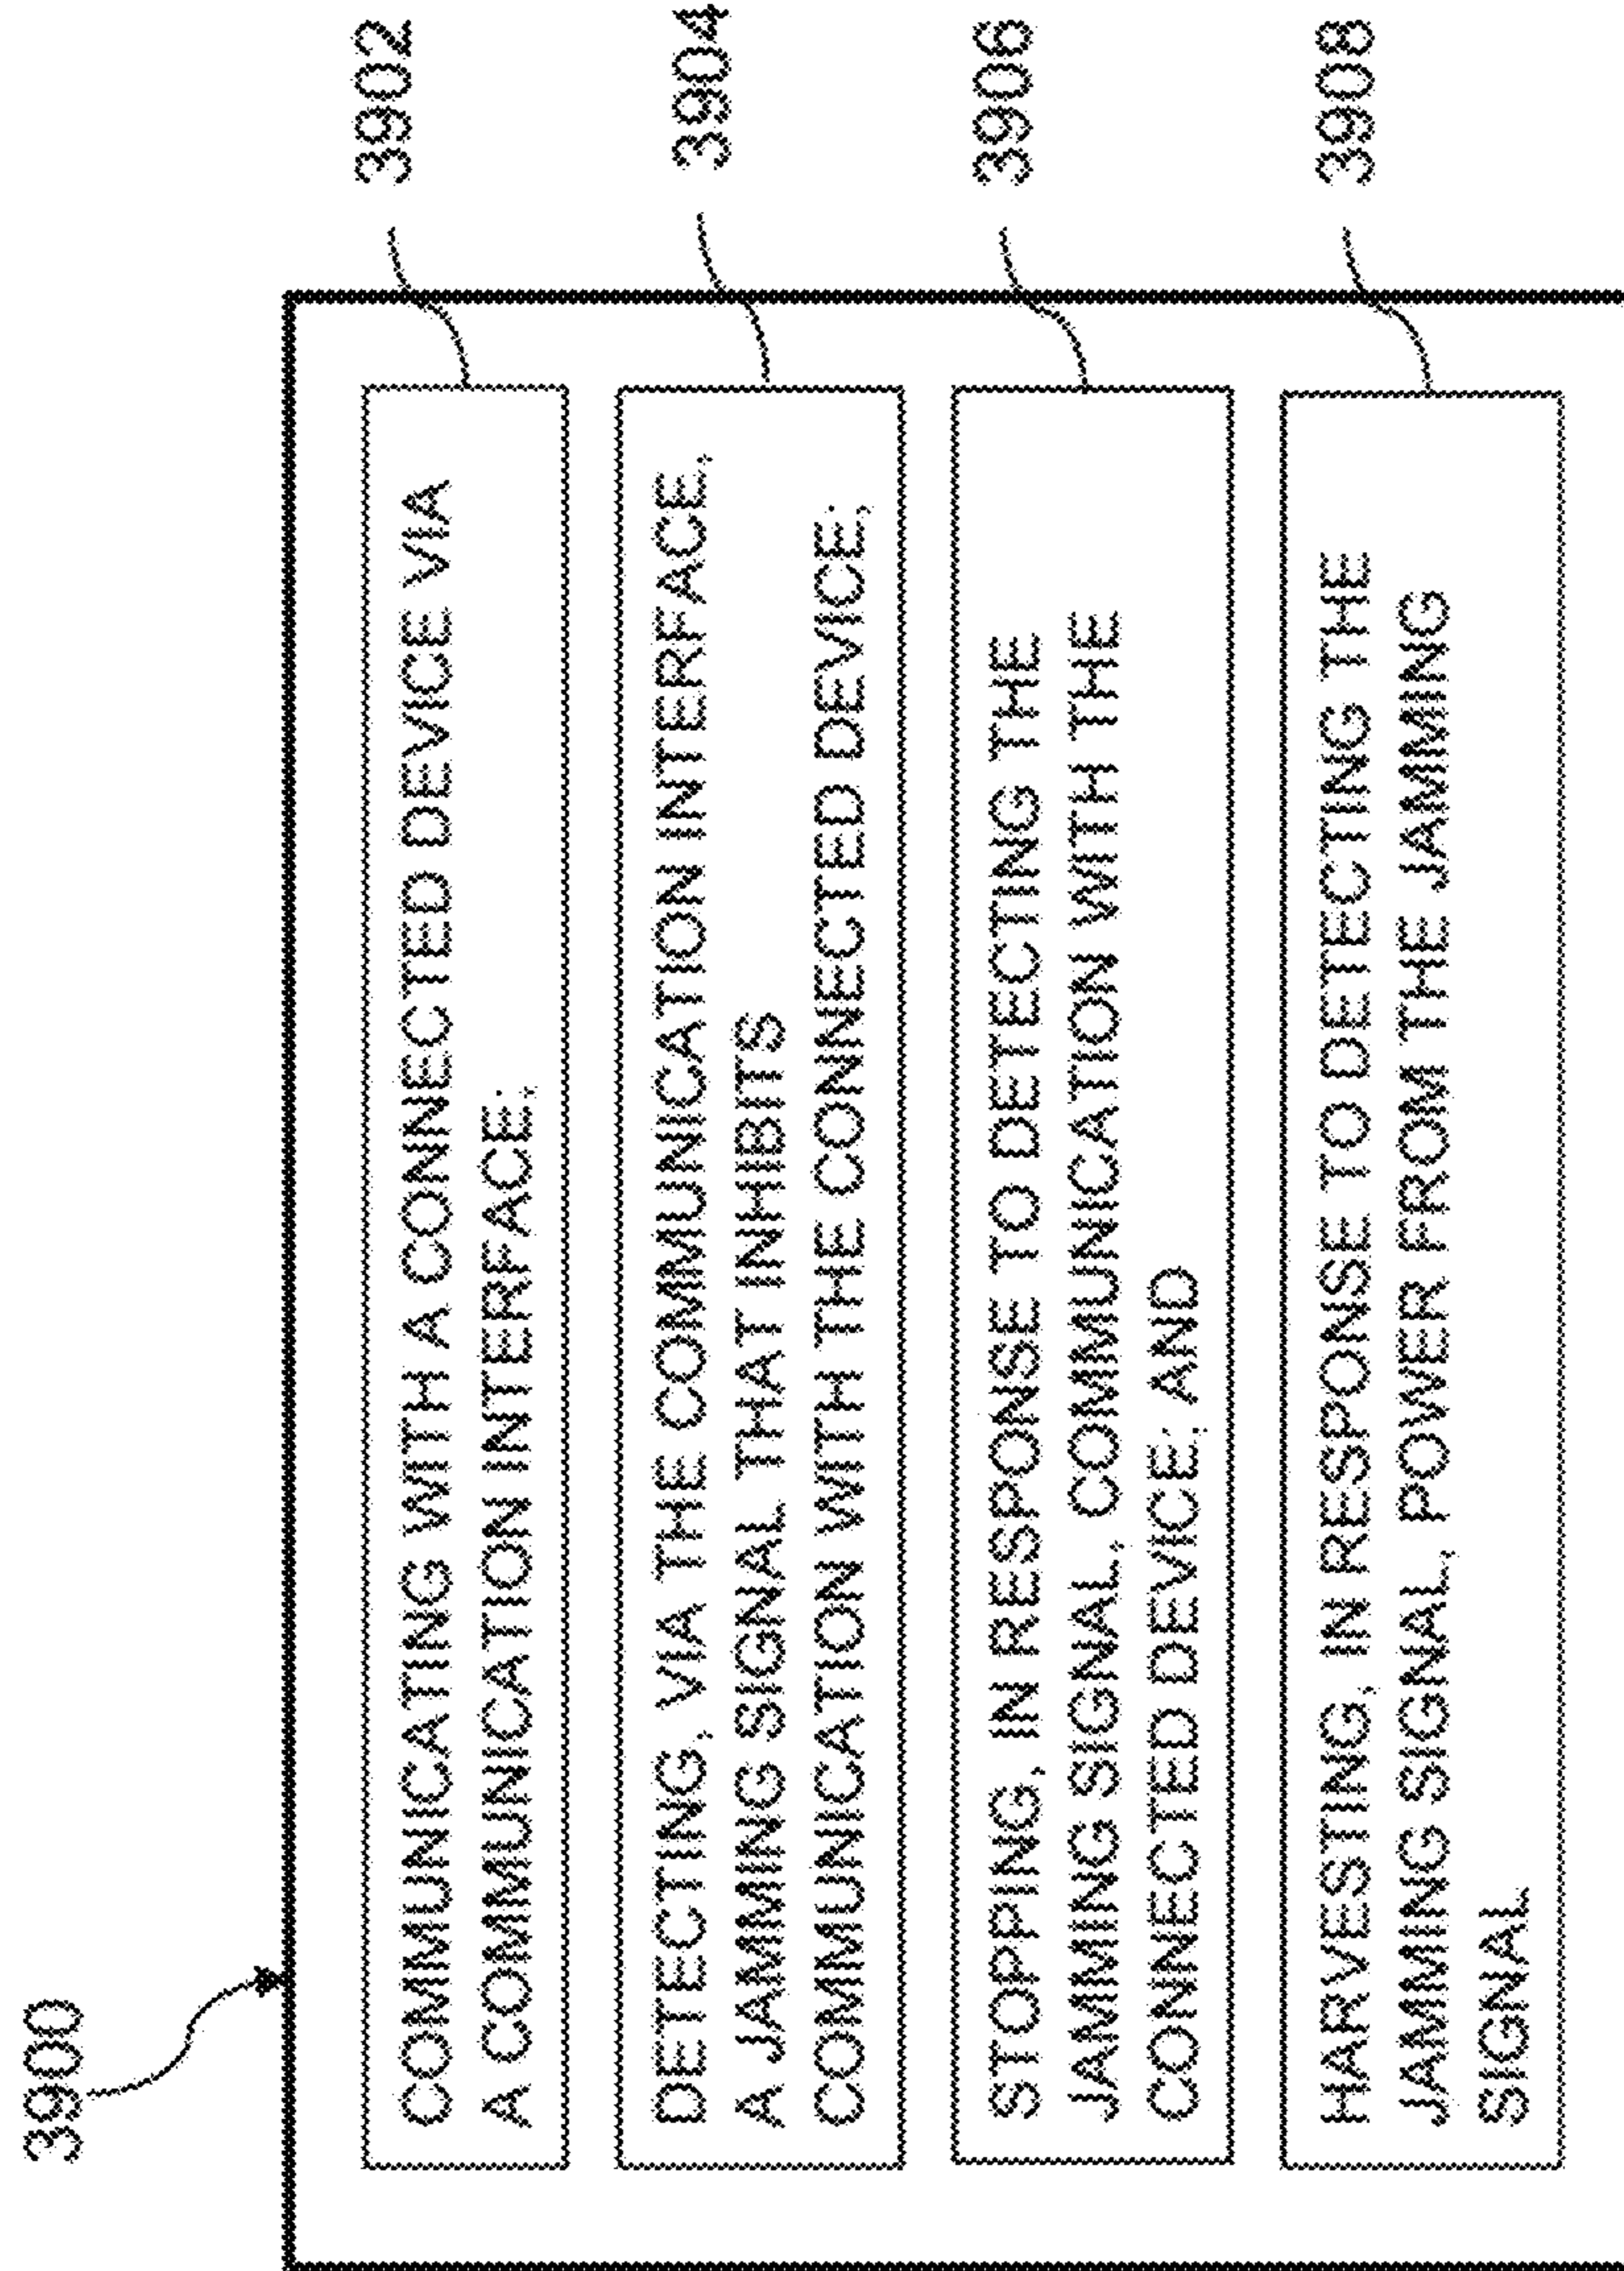 3900
COMMUNICATING WITH A CONNECTED DEVICE VIA
A COMMUNICATION INTERFACE;
3902
DETECTING, VIA THE COMMUNICATION INTERFACE,
A JAMMING SIGNAL THAT INHIBITS
COMMUNICATION WITH THE CONNECTED DEVICE;
3904
STOPPING, IN RESPONSE TO DETECTING THE
JAMMING SIGNAL, COMMUNICATION WITH THE
CONNECTED DEVICE; AND
3906
HARVESTING, IN RESPONSE TO DETECTING THE
JAMMING SIGNAL, POWER FROM THE JAMMING
SIGNAL
3908